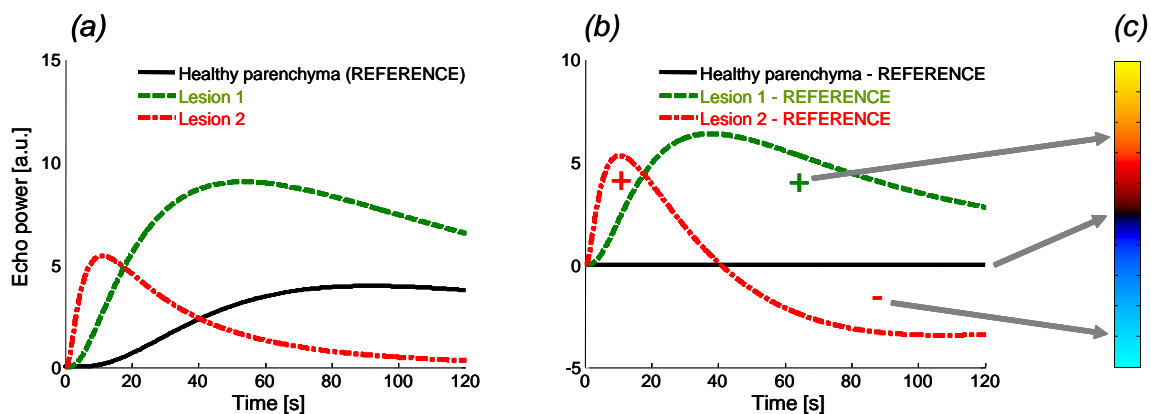 (a)
15
Healthy parenchyma (REFERENCE)
Lesion 1
Lesion 2
10
5
0
Echo power [a.u.]
0 20 40 60 80 100 120
Time [s]
(b)
10
Healthy parenchyma - REFERENCE
Lesion 1 - REFERENCE
Lesion 2 - REFERENCE
5
+ +
0
-
-5
0 20 40 60 80 100 120
Time [s]
(c)